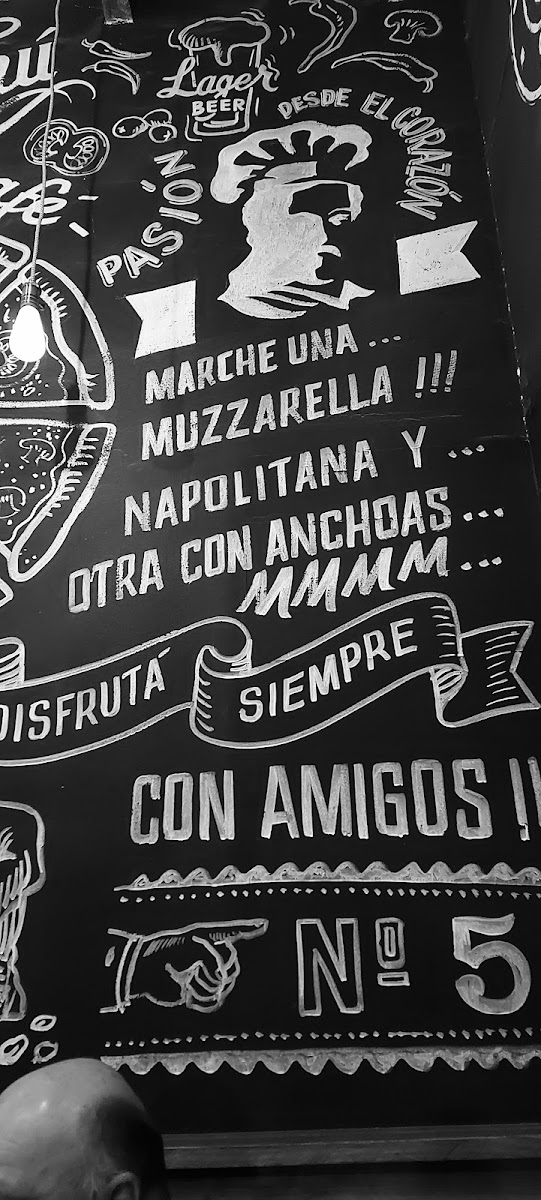 Lager
BEER
PASIÓN
DESDE EL CORAZÓN
MARCHE UNA ...
MUZZARELLA !!!
NAPOLITANA Y ...
OTRA CON ANCHOAS...
MMMM...
DISFRUTÁ SIEMPRE
CON AMIGOS !!
Nº 5